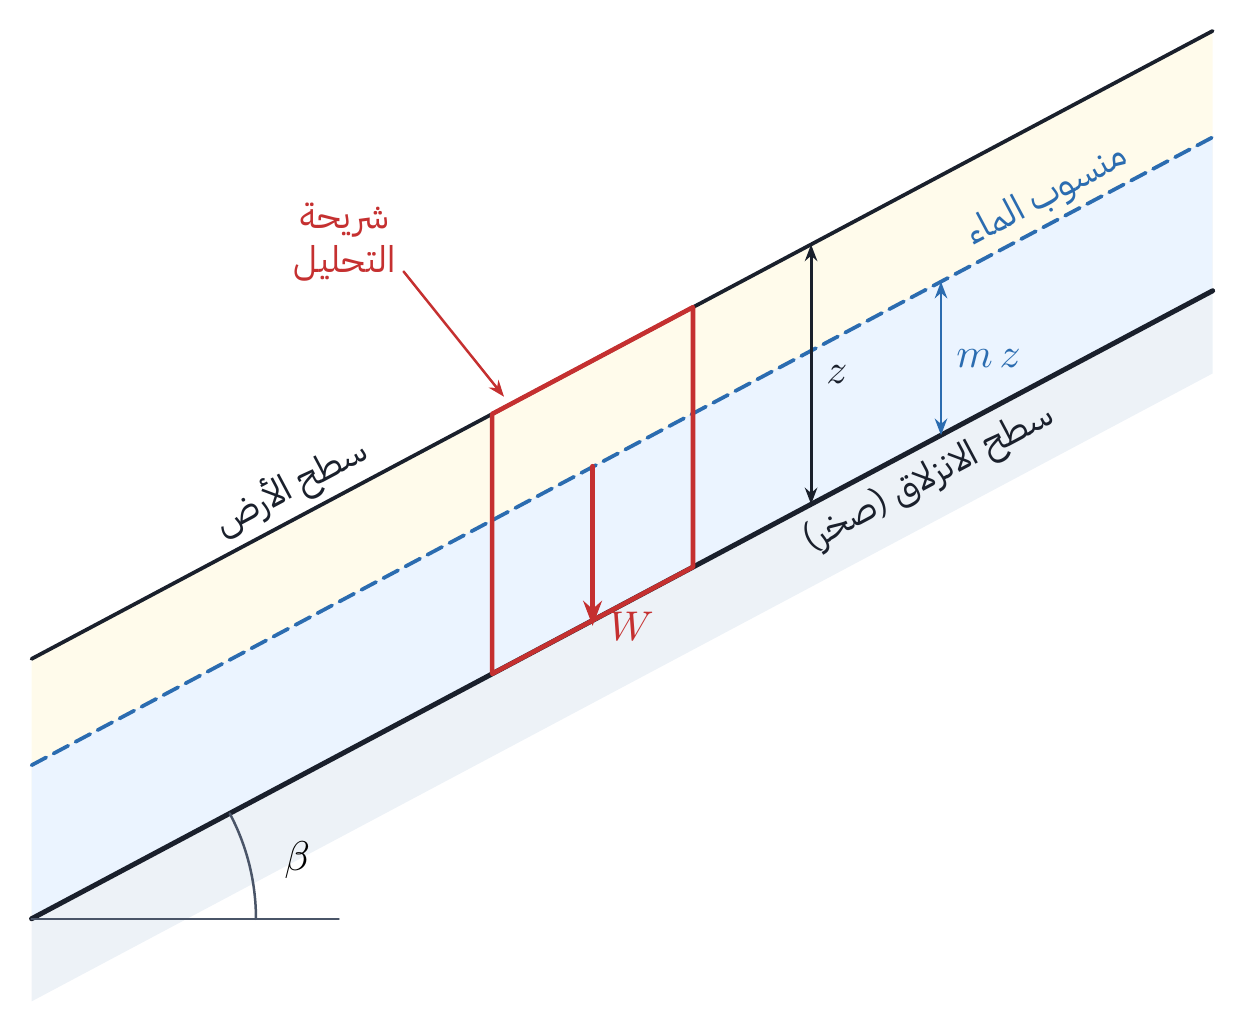 منسوب الماء
شريحة
التحليل
z
m z
سطح الأرض
سطح الانزلاق (صخر)
W
β